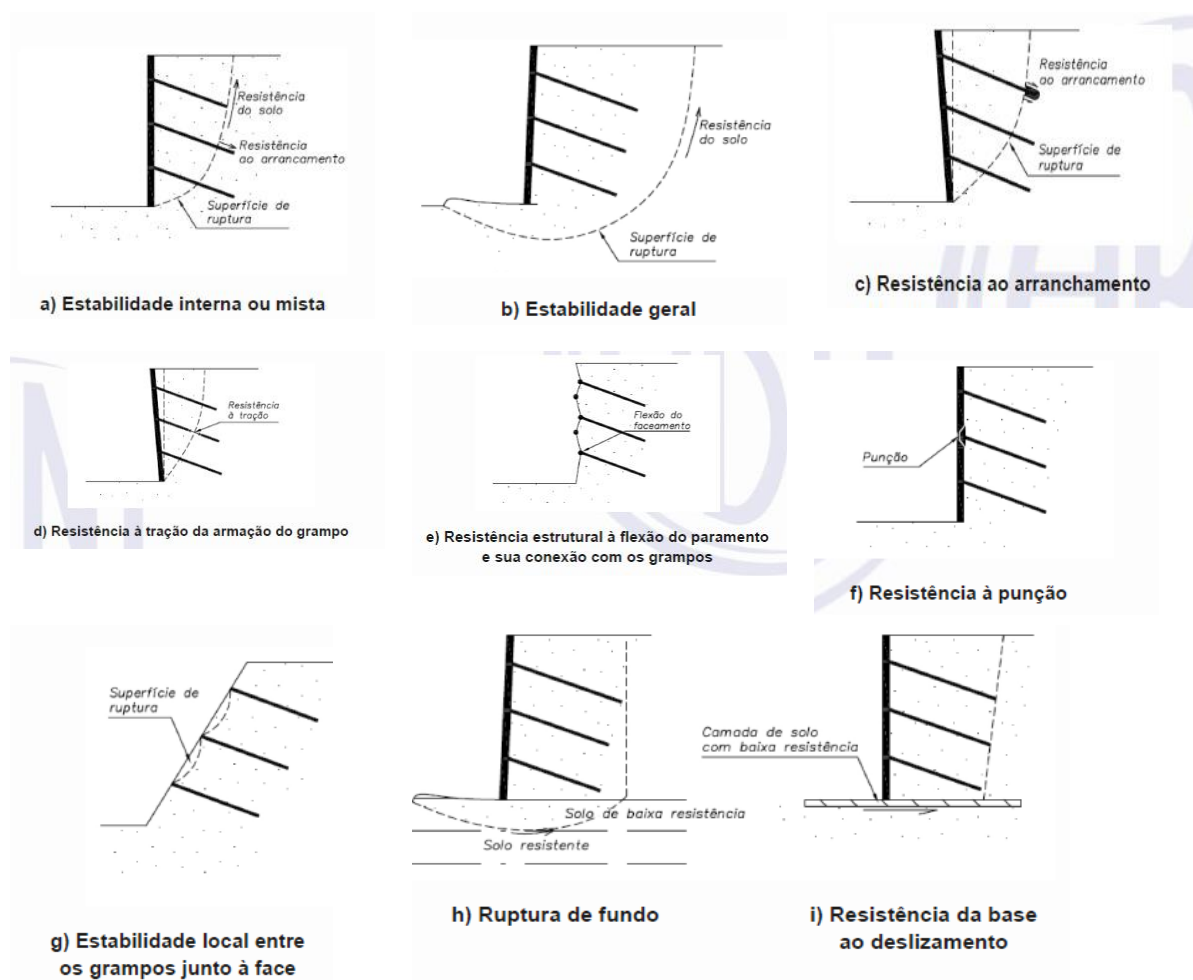 Resistência
do solo
Resistência
ao arrancamento
Superfície de
ruptura
a) Estabilidade interna ou mista
Resistência
do solo
Superfície de
ruptura
b) Estabilidade geral
Resistência
ao arrancamento
Superfície de
ruptura
c) Resistência ao arranchamento
Resistência
à tração
d) Resistência à tração da armação do grampo
Flexão do
faceamento
e) Resistência estrutural à flexão do paramento
e sua conexão com os grampos
Punção
f) Resistência à punção
Superfície de
ruptura
g) Estabilidade local entre
os grampos junto à face
Solo de baixa resistência
Solo resistente
h) Ruptura de fundo
Camada de solo
com baixa resistência
i) Resistência da base
ao deslizamento